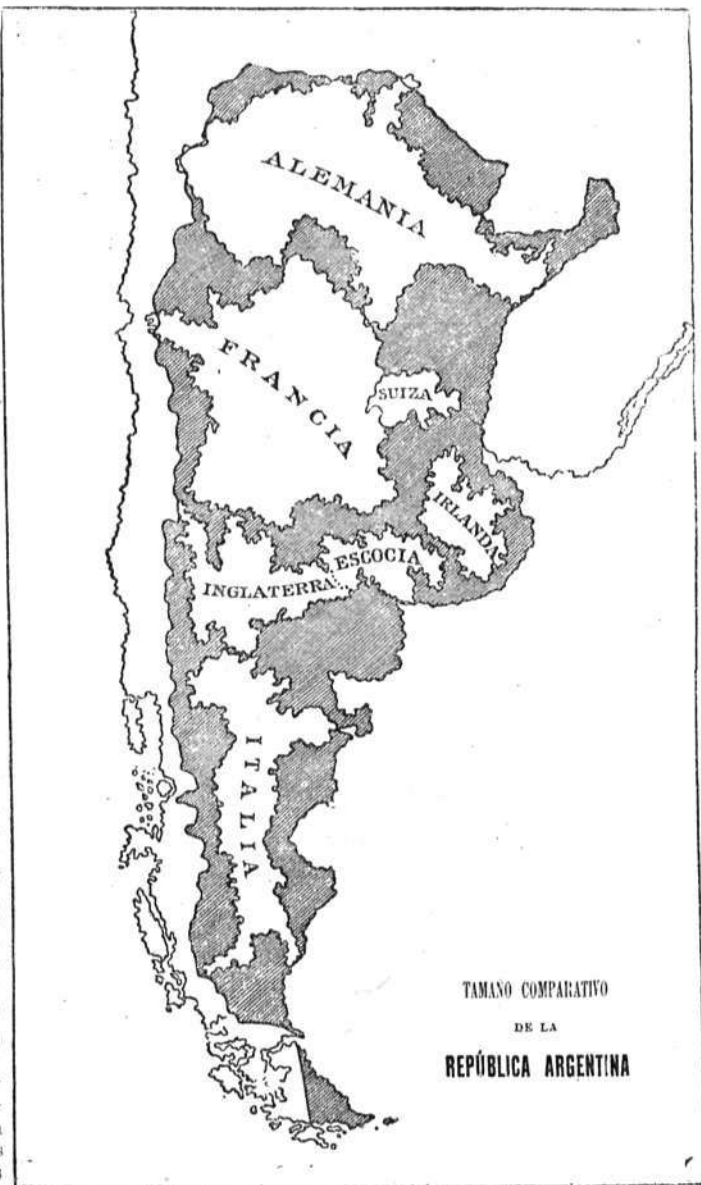 ALEMANIA
FRANCIA
SUIZA
IRLANDA
ESCOCIA
INGLATERRA
ITALIA
TAMAÑO COMPARATIVO
DE LA
REPÚBLICA ARGENTINA